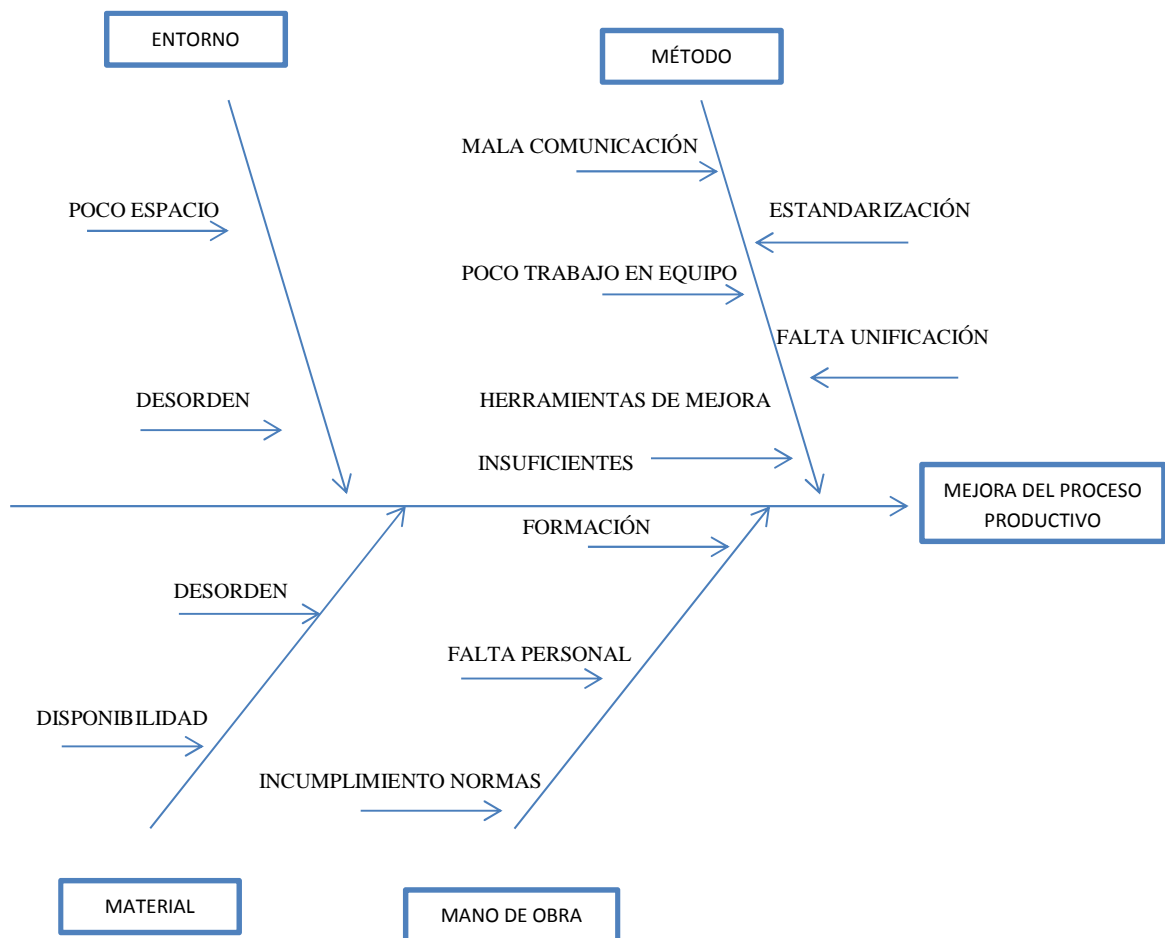 ENTORNO
MÉTODO
MALA COMUNICACIÓN
POCO ESPACIO
ESTANDARIZACIÓN
POCO TRABAJO EN EQUIPO
FALTA UNIFICACIÓN
DESORDEN
HERRAMIENTAS DE MEJORA
INSUFICIENTES
MEJORA DEL PROCESO
PRODUCTIVO
FORMACIÓN
DESORDEN
FALTA PERSONAL
DISPONIBILIDAD
INCUMPLIMIENTO NORMAS
MATERIAL
MANO DE OBRA